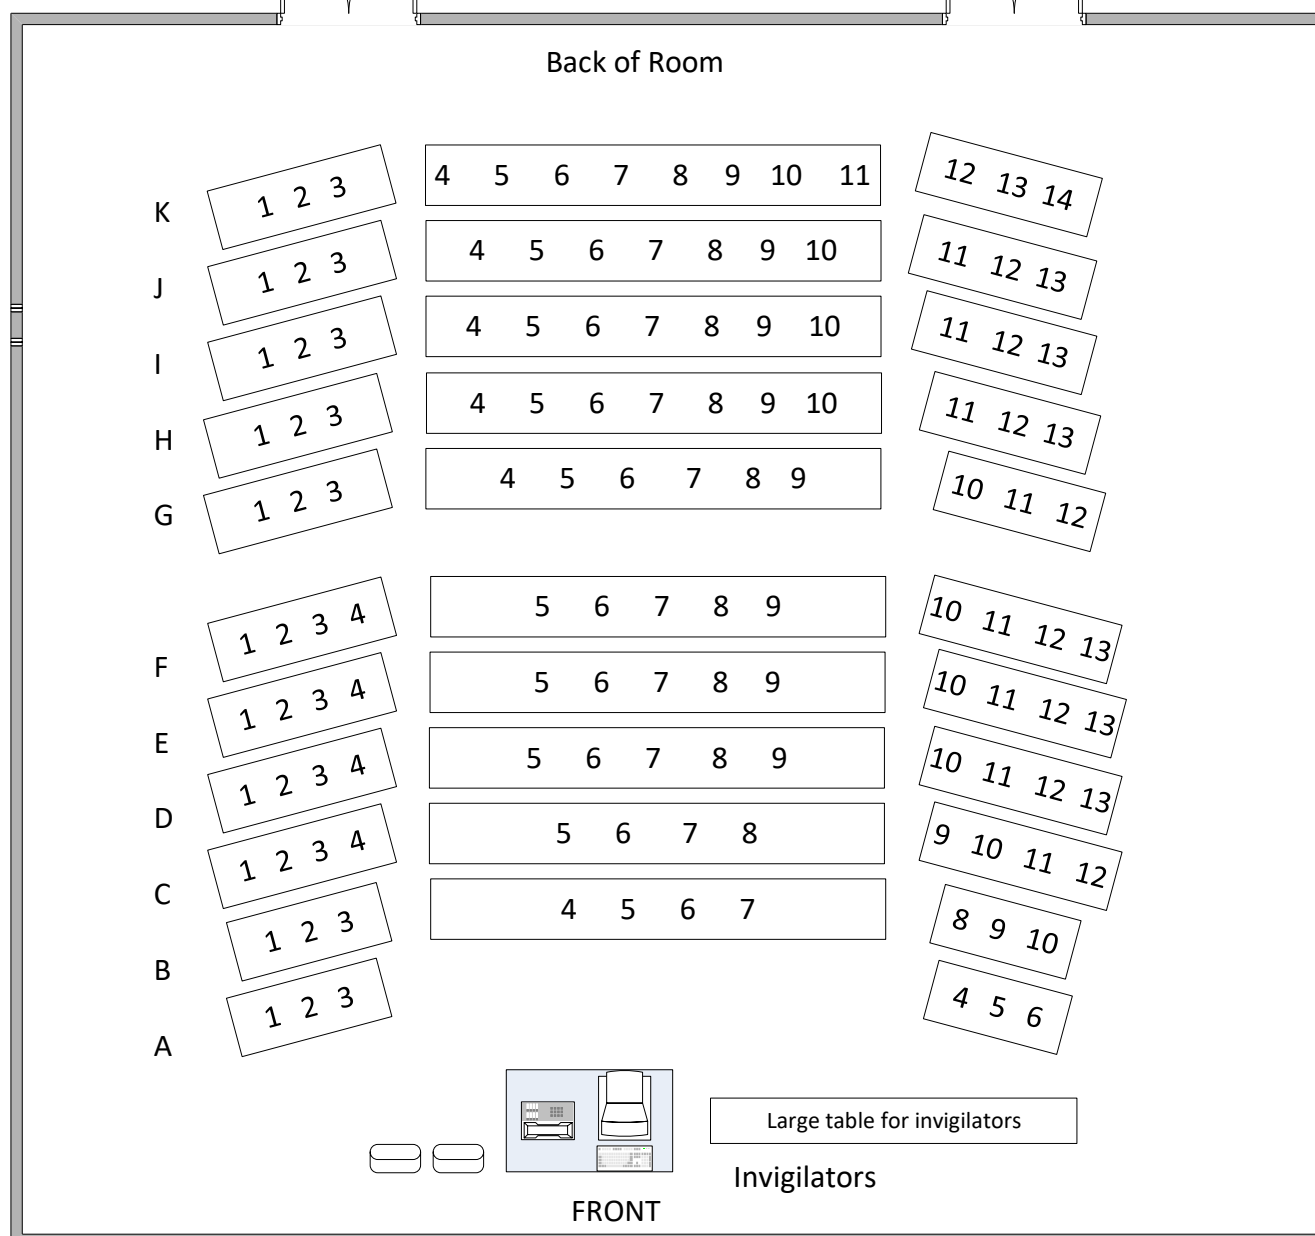 Back of Room
K 1 2 3 4 5 6 7 8 9 10 11 12 13 14
J 1 2 3 4 5 6 7 8 9 10 11 12 13
I 1 2 3 4 5 6 7 8 9 10 11 12 13
H 1 2 3 4 5 6 7 8 9 10 11 12 13
G 1 2 3 4 5 6 7 8 9 10 11 12
F 1 2 3 4 5 6 7 8 9 10 11 12 13
E 1 2 3 4 5 6 7 8 9 10 11 12 13
D 1 2 3 4 5 6 7 8 9 10 11 12 13
C 1 2 3 4 5 6 7 8 9 10 11 12
B 1 2 3 4 5 6 7 8 9 10
A 1 2 3 4 5 6
Large table for invigilators
Invigilators
FRONT